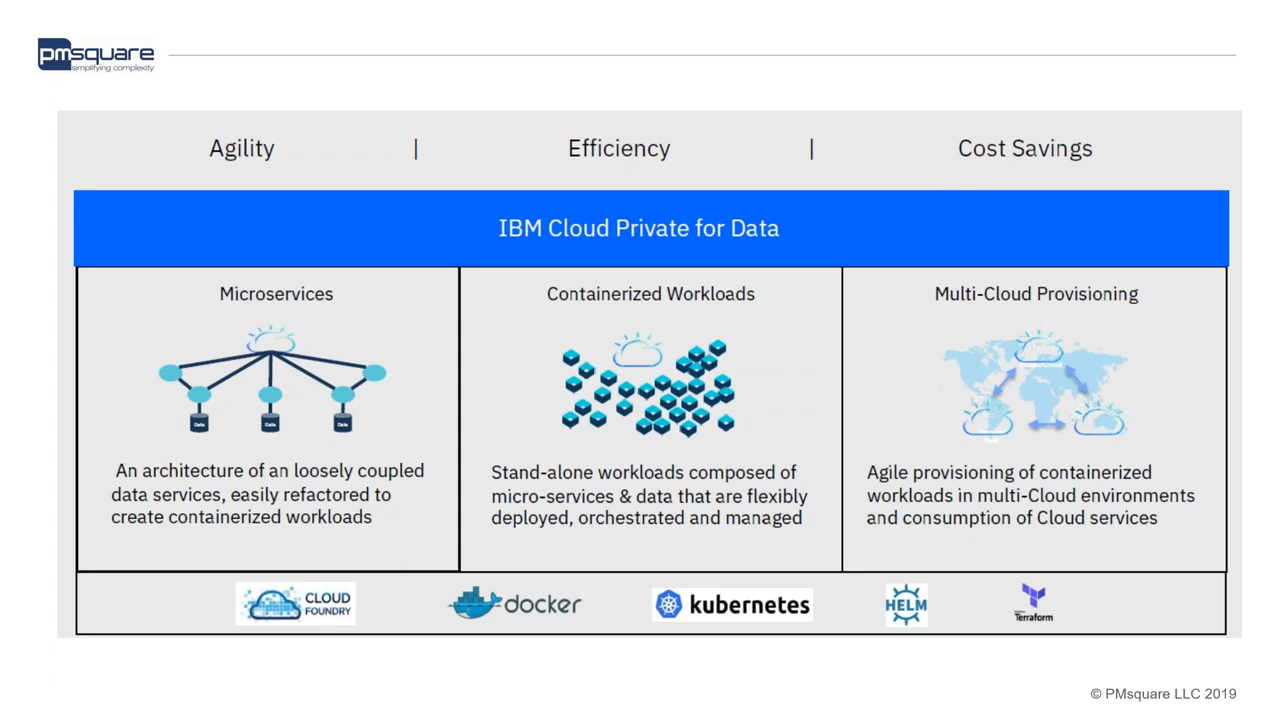 pmsquare
simplifying complexity
Agility | Efficiency | Cost Savings
IBM Cloud Private for Data
Microservices
Data Data Data
An architecture of an loosely coupled
data services, easily refactored to
create containerized workloads
Containerized Workloads
Stand-alone workloads composed of
micro-services & data that are flexibly
deployed, orchestrated and managed
Multi-Cloud Provisioning
Agile provisioning of containerized
workloads in multi-Cloud environments
and consumption of Cloud services
CLOUD
FOUNDRY
docker
kubernetes
HELM
Terraform
© PMsquare LLC 2019